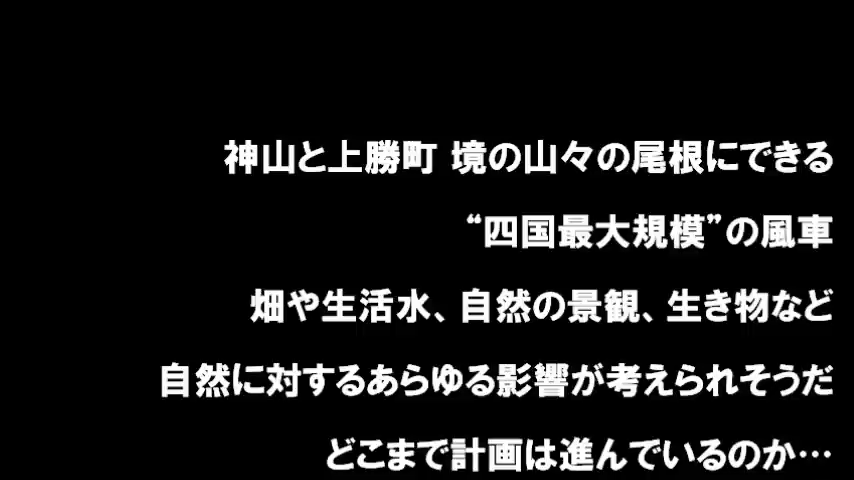 神山と上勝町 境の山々の尾根にできる
“四国最大規模”の風車
畑や生活水、自然の景観、生き物など
自然に対するあらゆる影響が考えられそうだ
どこまで計画は進んでいるのか…